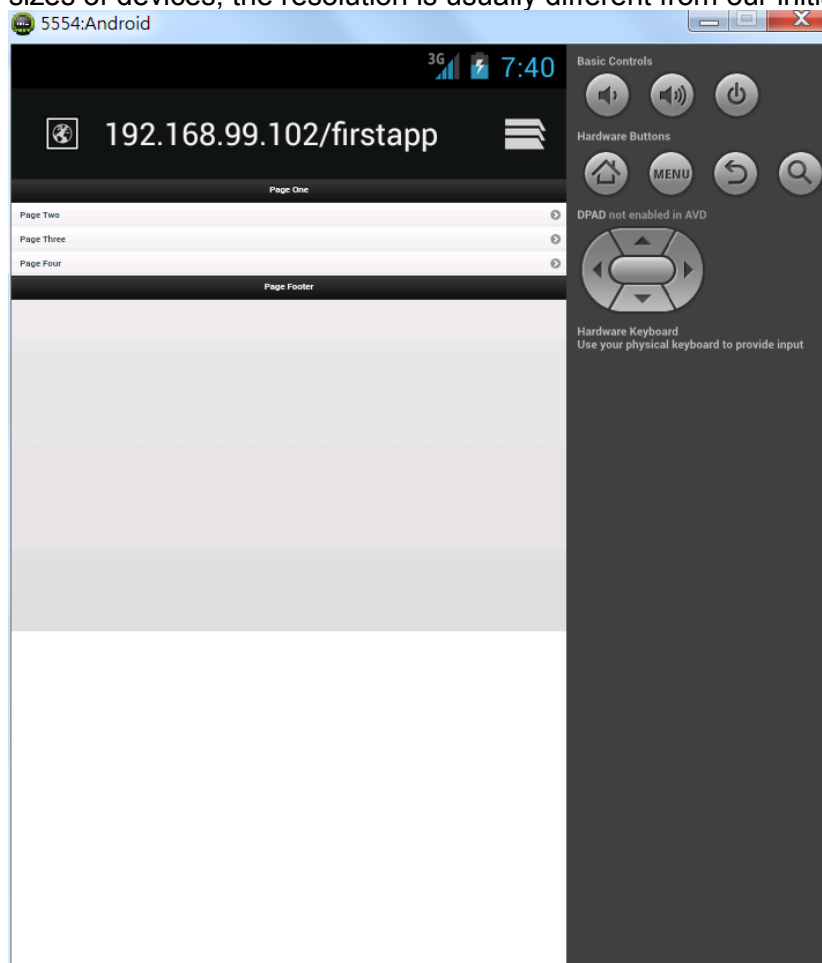 sizes of devices, the resolution is usually different from our initi
5554:Android
3G 7:40
192.168.99.102/firstapp
Page One
Page Two
Page Three
Page Four
Page Footer
Basic Controls
Hardware Buttons
MENU
DPAD not enabled in AVD
Hardware Keyboard
Use your physical keyboard to provide input